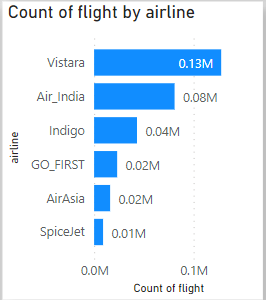 Count of flight by airline
airline
Vistara 0.13M
Air_India 0.08M
Indigo 0.04M
GO_FIRST 0.02M
AirAsia 0.02M
SpiceJet 0.01M
0.0M 0.1M
Count of flight